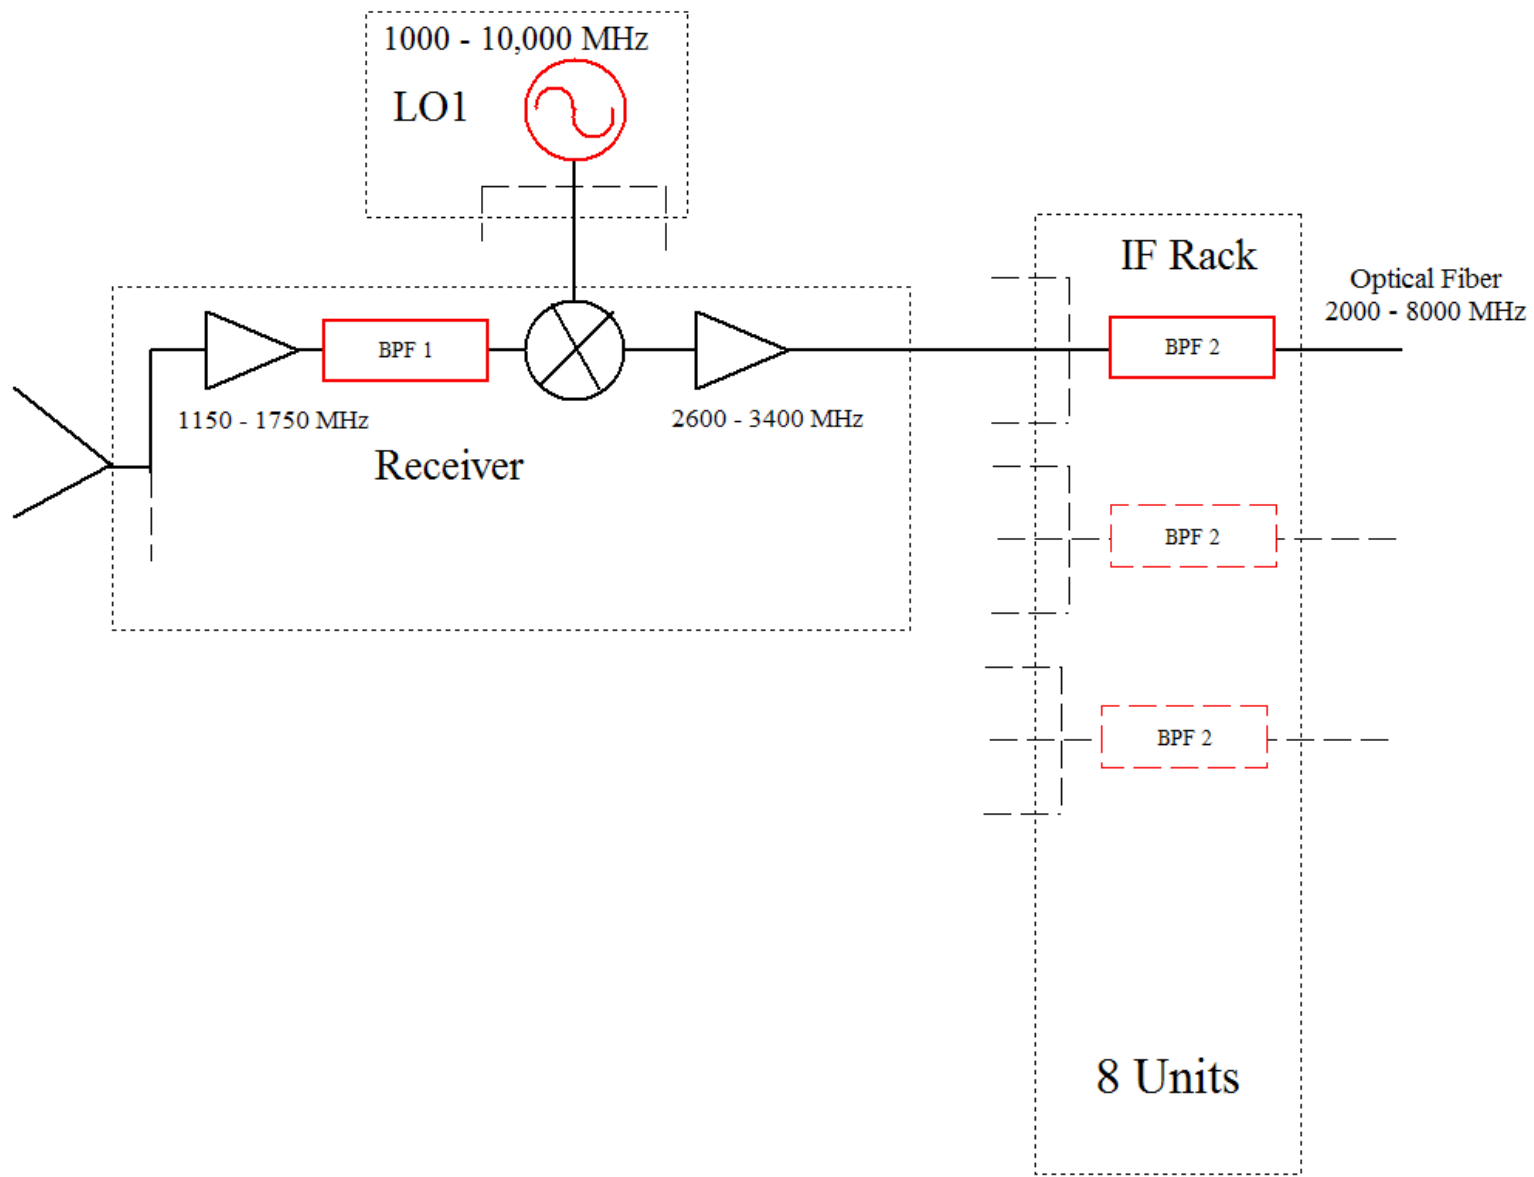 1000 - 10,000 MHz
LO1
IF Rack
Optical Fiber
2000 - 8000 MHz
BPF 1
BPF 2
1150 - 1750 MHz
2600 - 3400 MHz
Receiver
BPF 2
BPF 2
8 Units